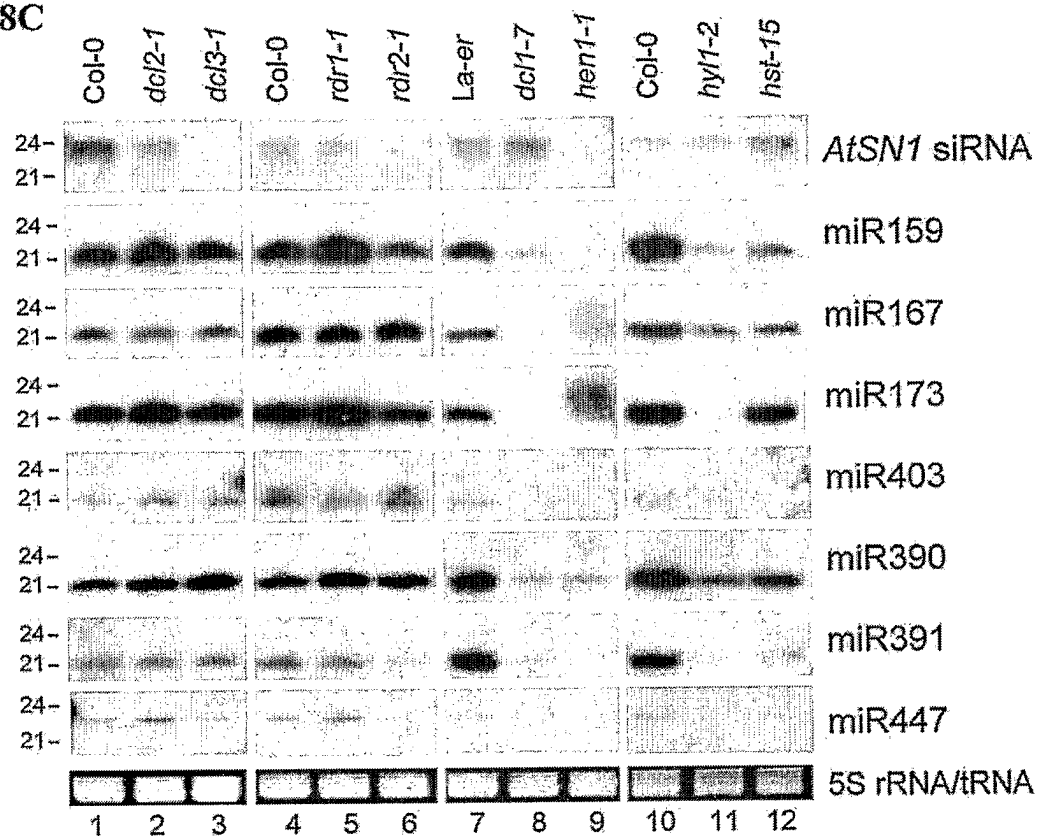 8C
Col-0 dcl2-1 dcl3-1 Col-0 rdr1-1 rdr2-1 La-er dcl1-7 hen1-1 Col-0 hyl1-2 hst-15
24-
21-
AtSN1 siRNA
24-
21-
miR159
24-
21-
miR167
24-
21-
miR173
24-
21-
miR403
24-
21-
miR390
24-
21-
miR391
24-
21-
miR447
5S rRNA/tRNA
1 2 3 4 5 6 7 8 9 10 11 12